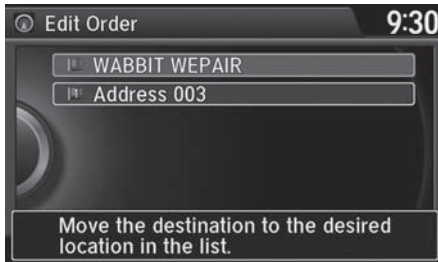 Edit Order
9:30
WABBIT WEPAIR
Address 003
Move the destination to the desired
location in the list.